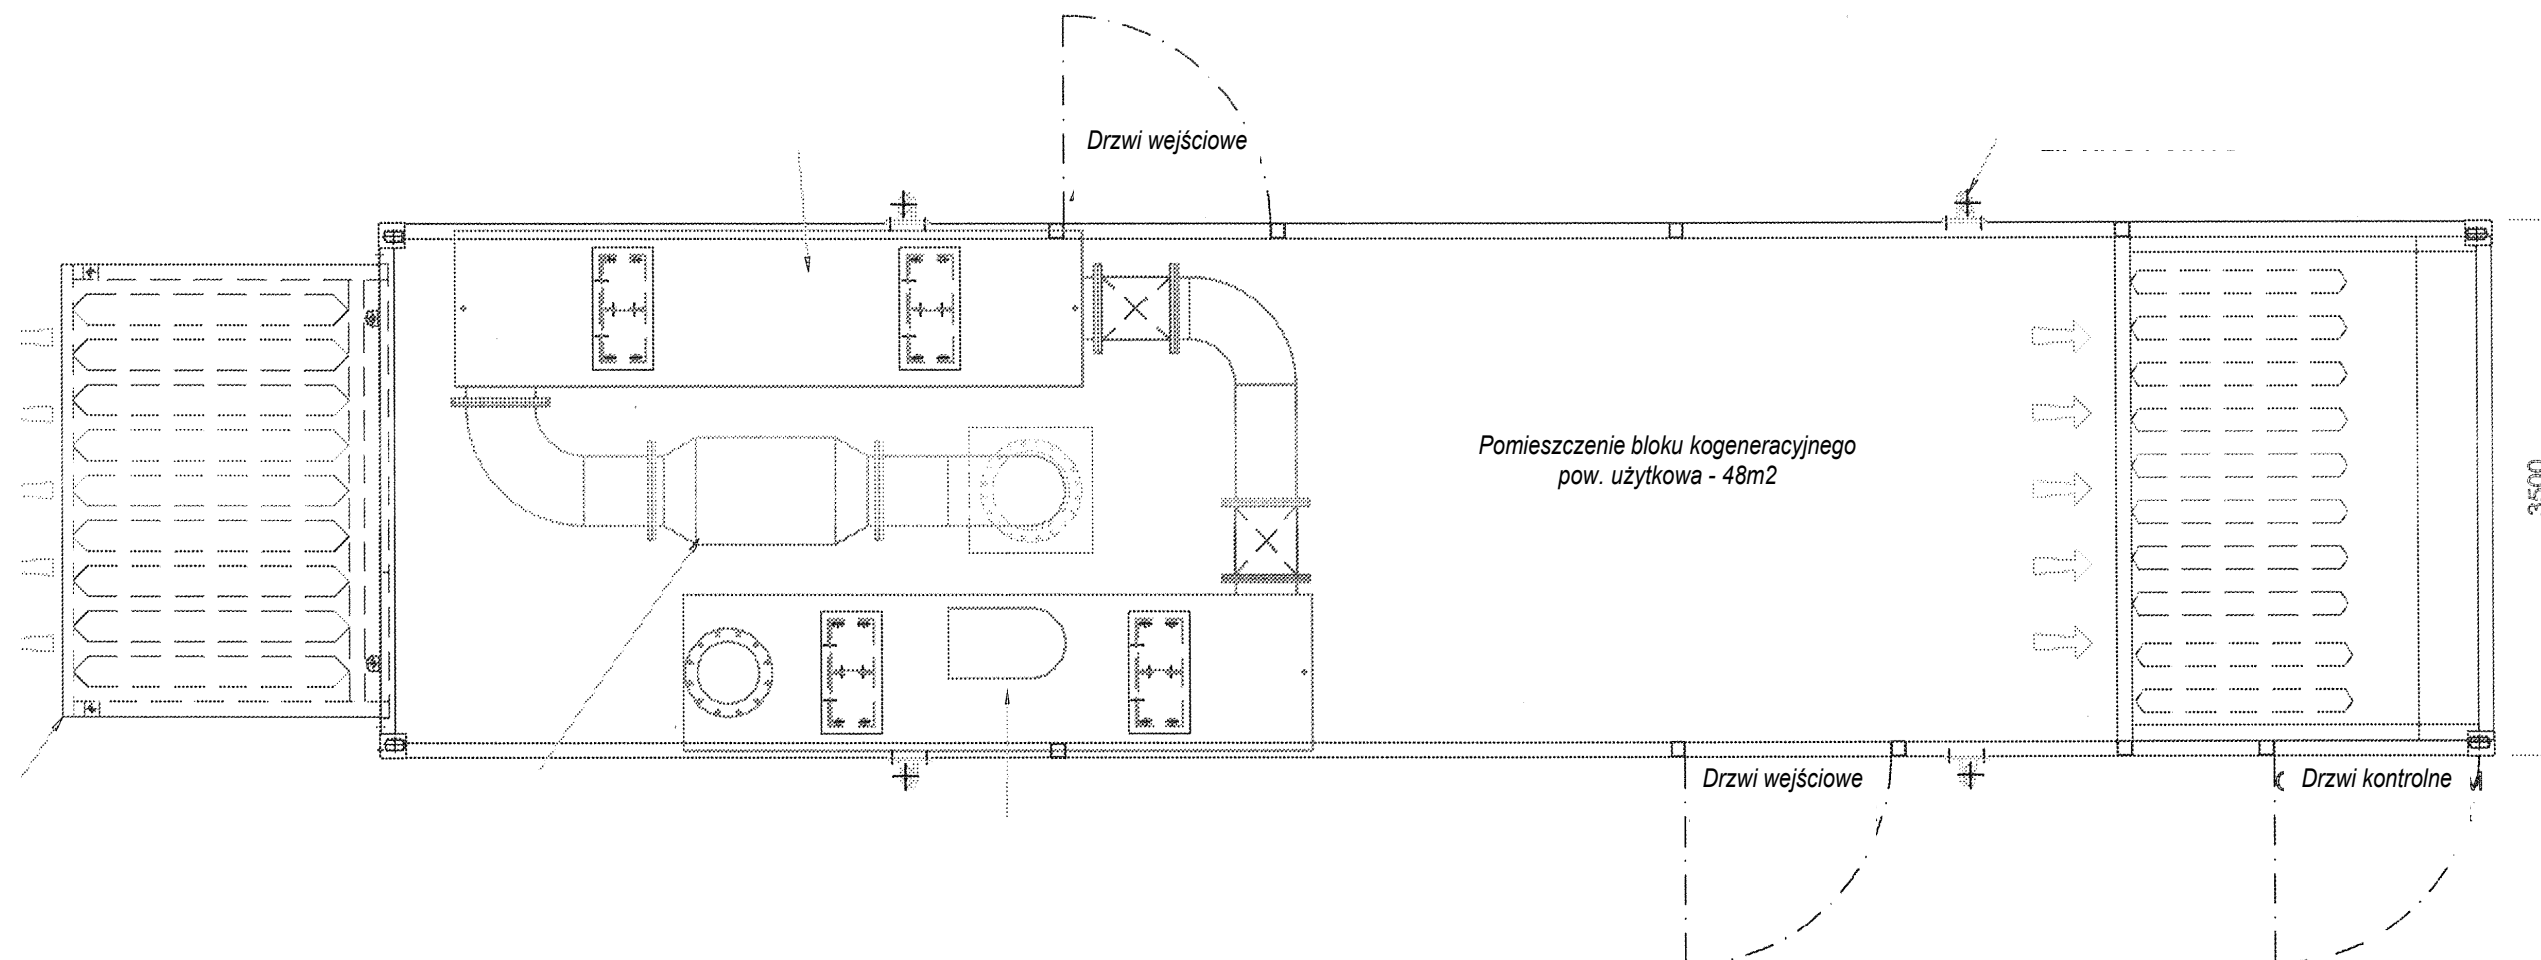 Drzwi wejściowe
Pomieszczenie bloku kogeneracyjnego
pow. użytkowa - 48m2
Drzwi wejściowe
Drzwi kontrolne